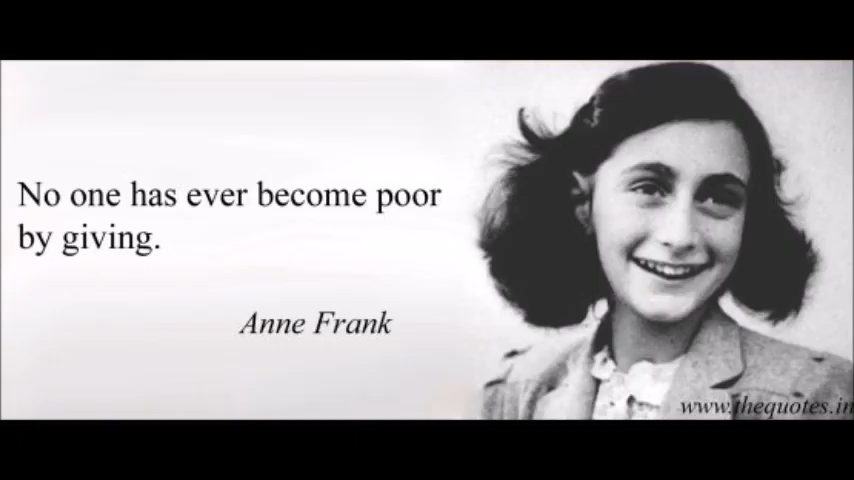 No one has ever become poor
by giving.
Anne Frank
www.thequotes.in